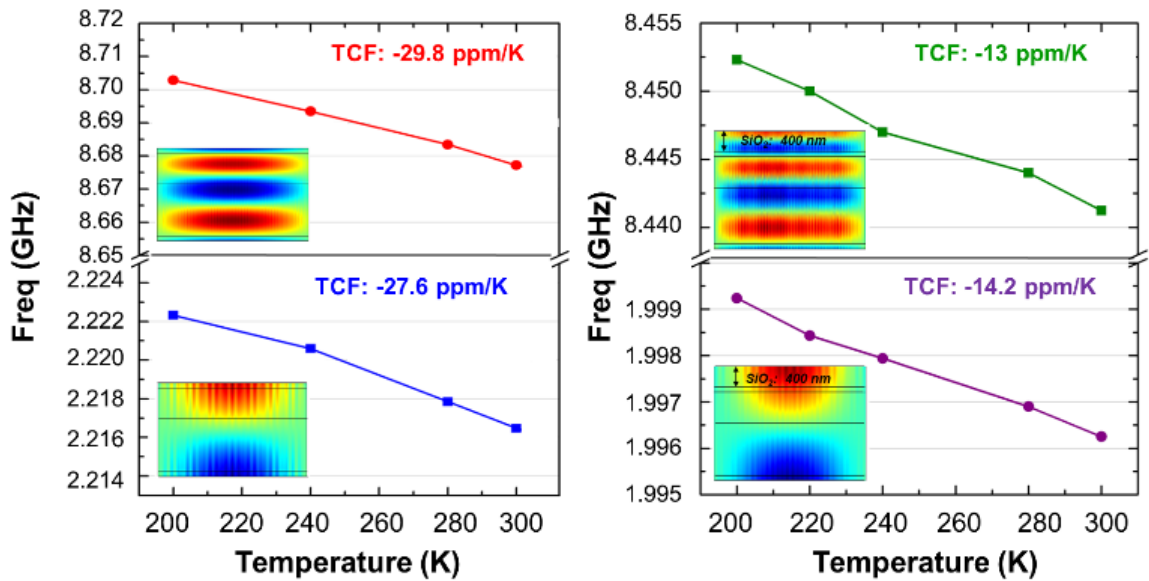 8.72
8.71
8.70
8.69
8.68
8.67
8.66
8.65
2.224
2.222
2.220
2.218
2.216
2.214
Freq (GHz)
TCF: -29.8 ppm/K
TCF: -27.6 ppm/K
200 220 240 260 280 300
Temperature (K)
8.455
8.450
8.445
8.440
1.999
1.998
1.997
1.996
1.995
Freq (GHz)
TCF: -13 ppm/K
SiO2: 400 nm
TCF: -14.2 ppm/K
SiO2: 400 nm
200 220 240 260 280 300
Temperature (K)